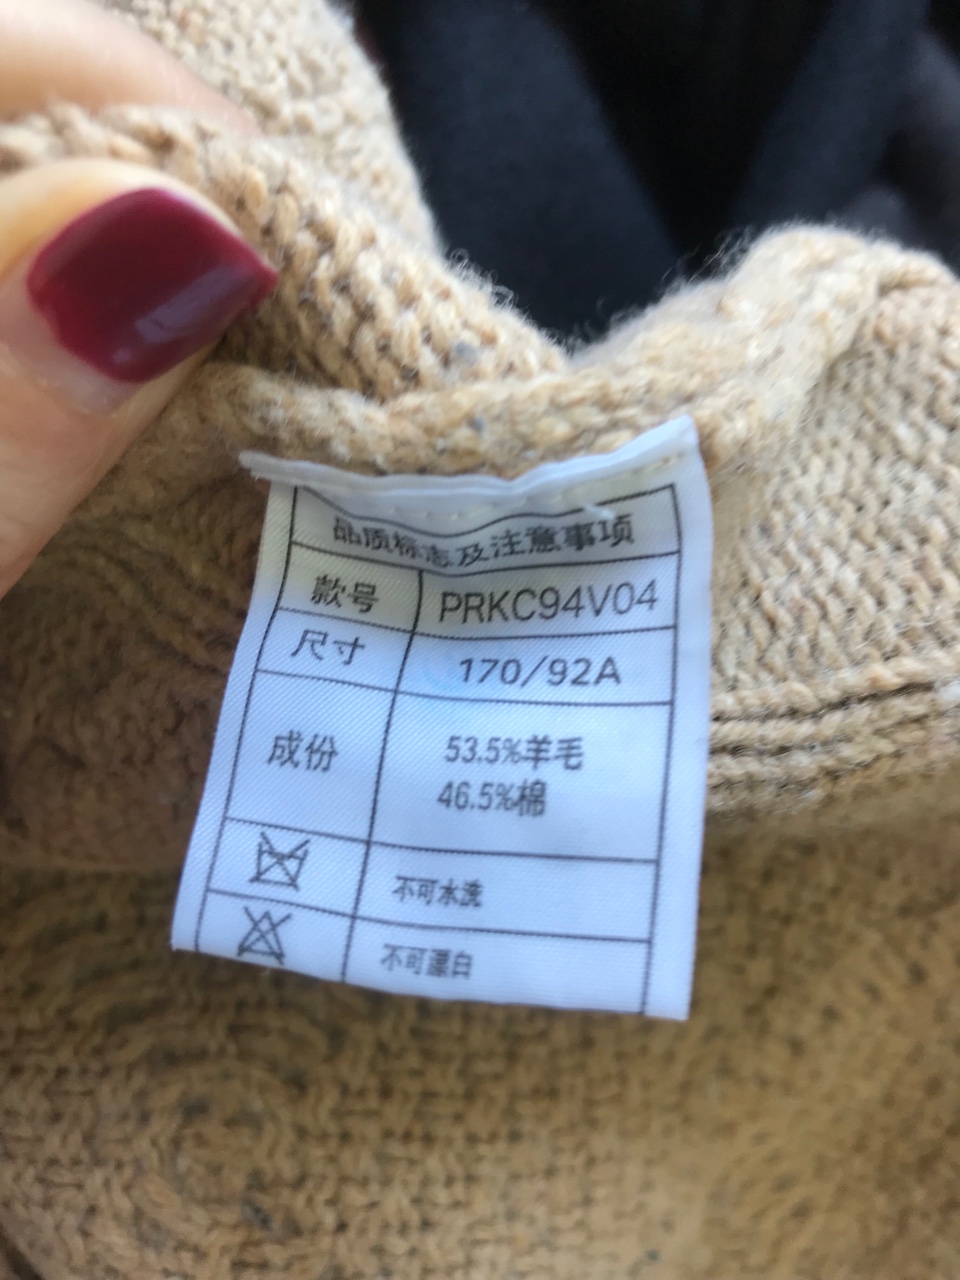 品质标志及注意事项
款号 PRKC94V04
尺寸 170/92A
成份 53.5%羊毛
46.5%棉
不可水洗
不可漂白